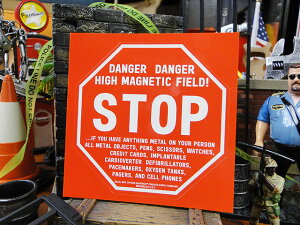 DANGER DANGER
HIGH MAGNETIC FIELD!
STOP
...IF YOU HAVE ANYTHING METAL ON YOUR PERSON
ALL METAL OBJECTS, PENS, SCISSORS, WATCHES,
CREDIT CARDS, IMPLANTABLE
CARDIOVERTER DEFIBRILLATORS,
PACEMAKERS, OXYGEN TANKS,
PAGERS, AND CELL PHONES